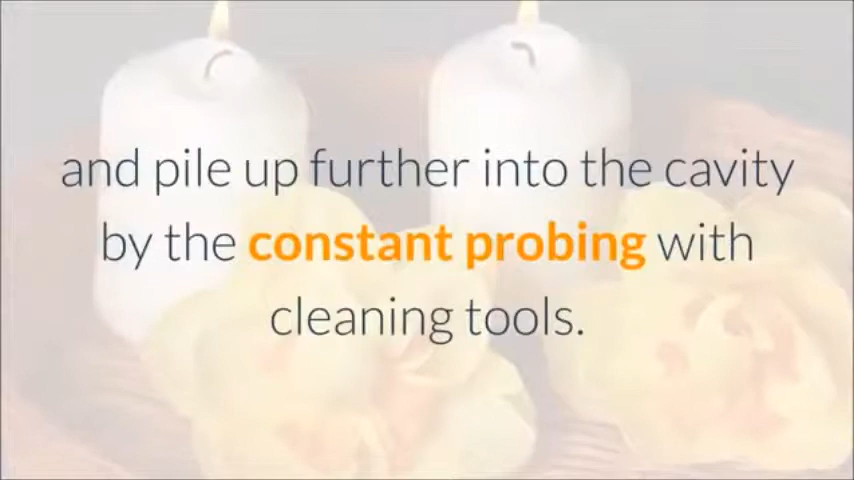 and pile up further into the cavity
by the constant probing with
cleaning tools.